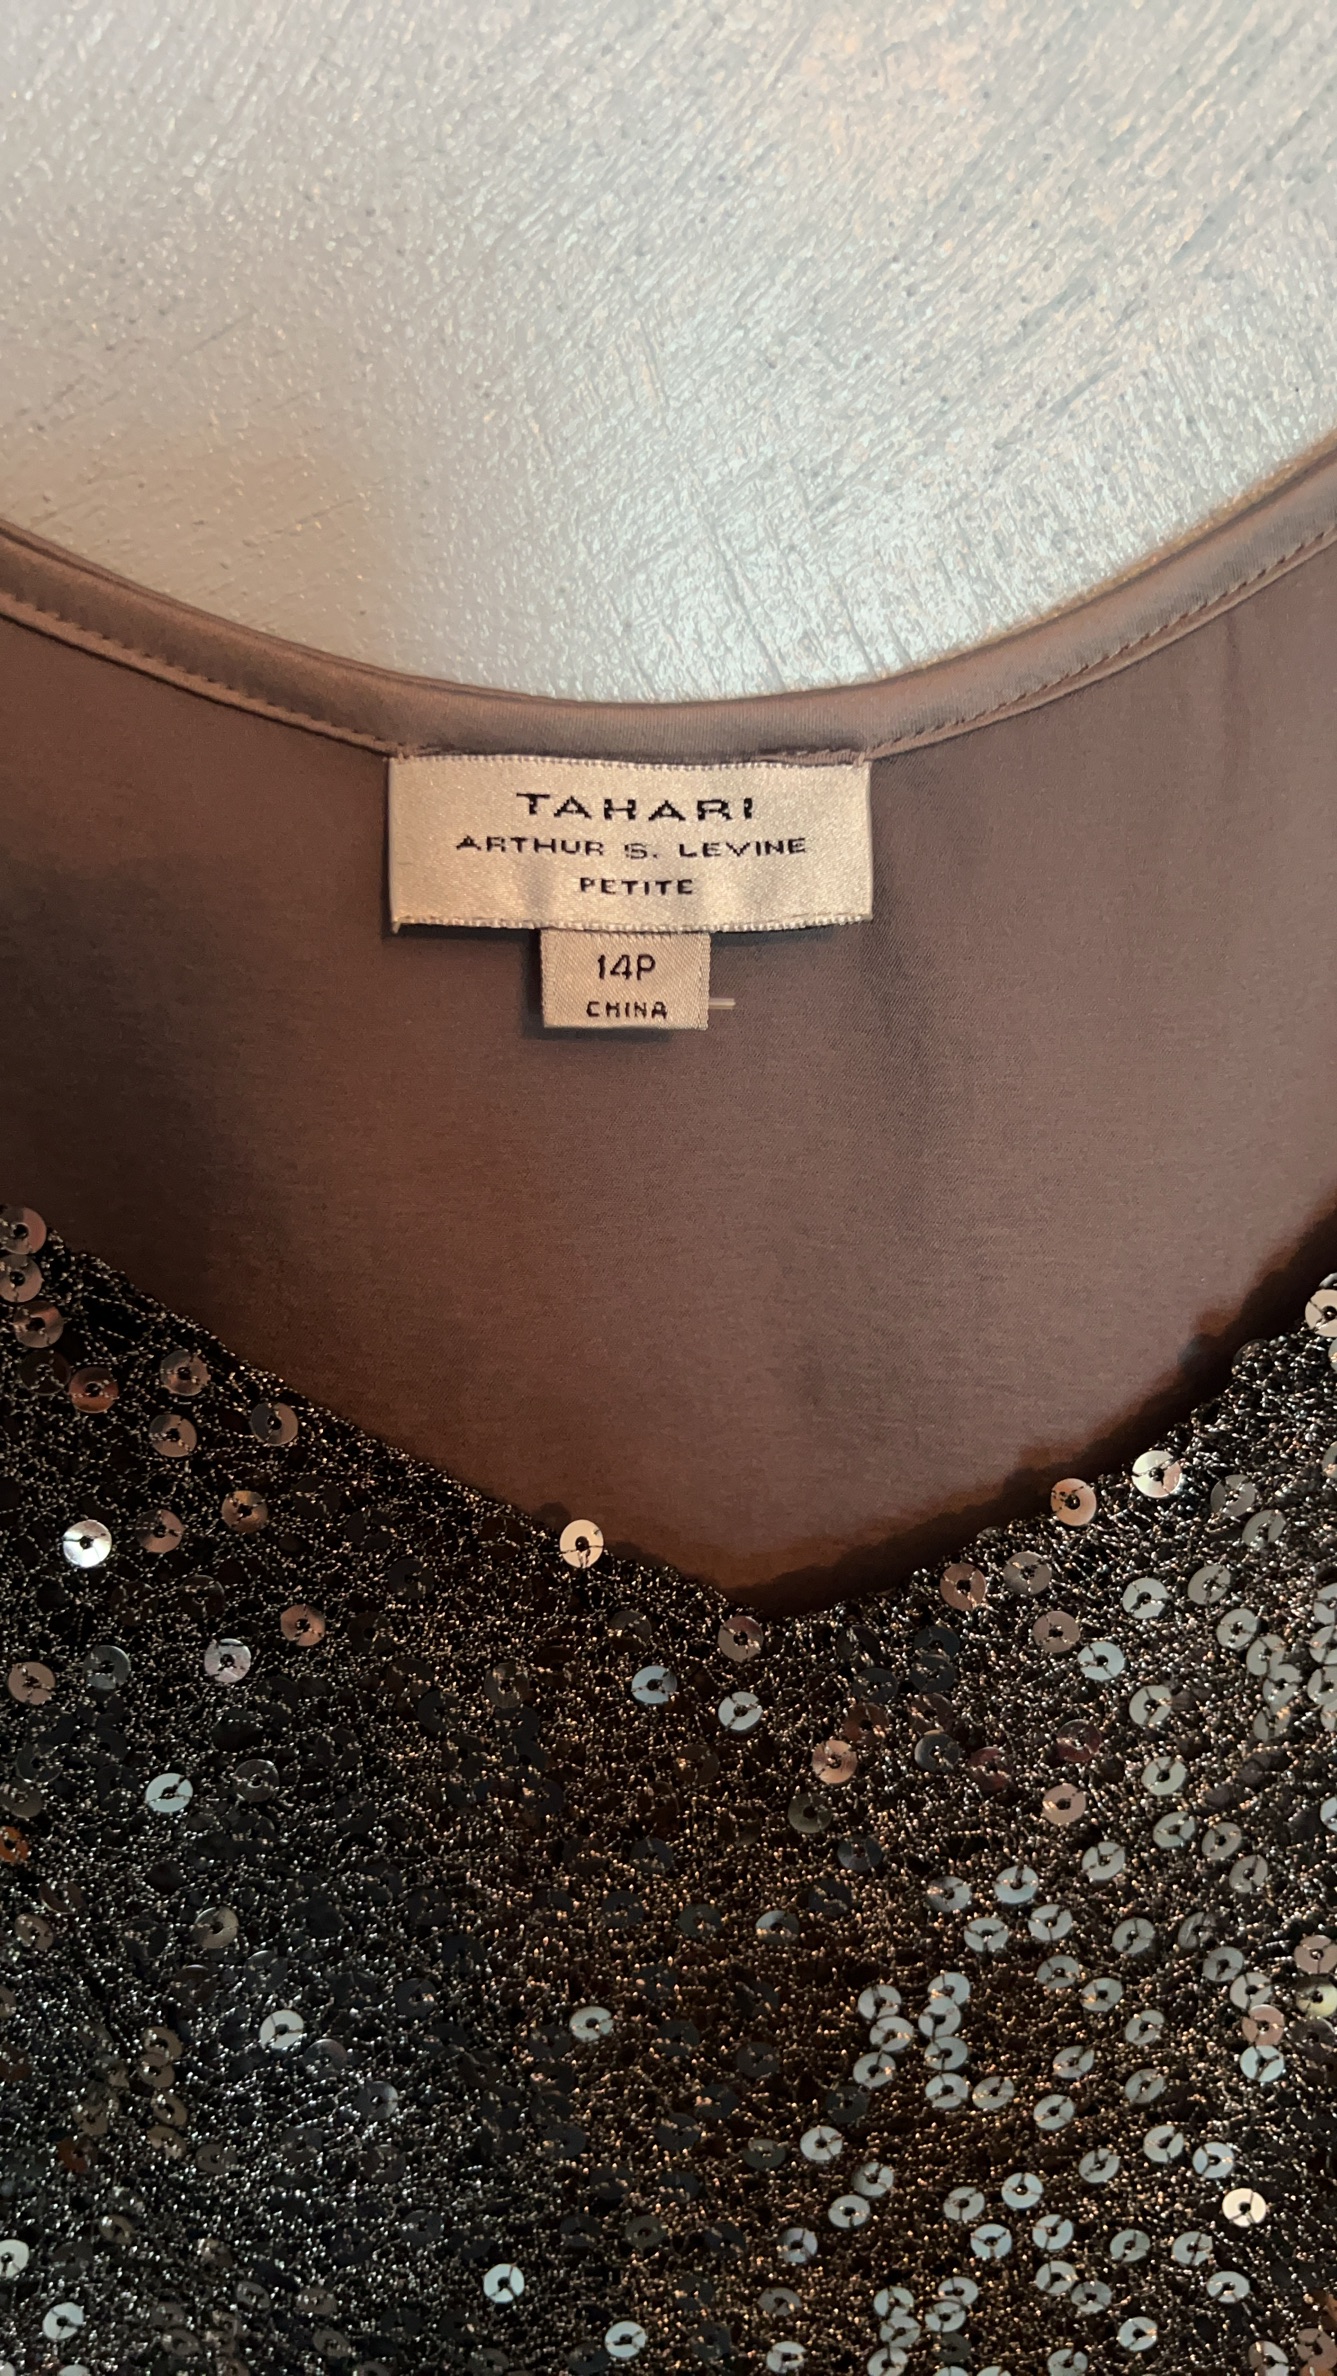 TAHARI
ARTHUR S. LEVINE
PETITE
14P
CHINA